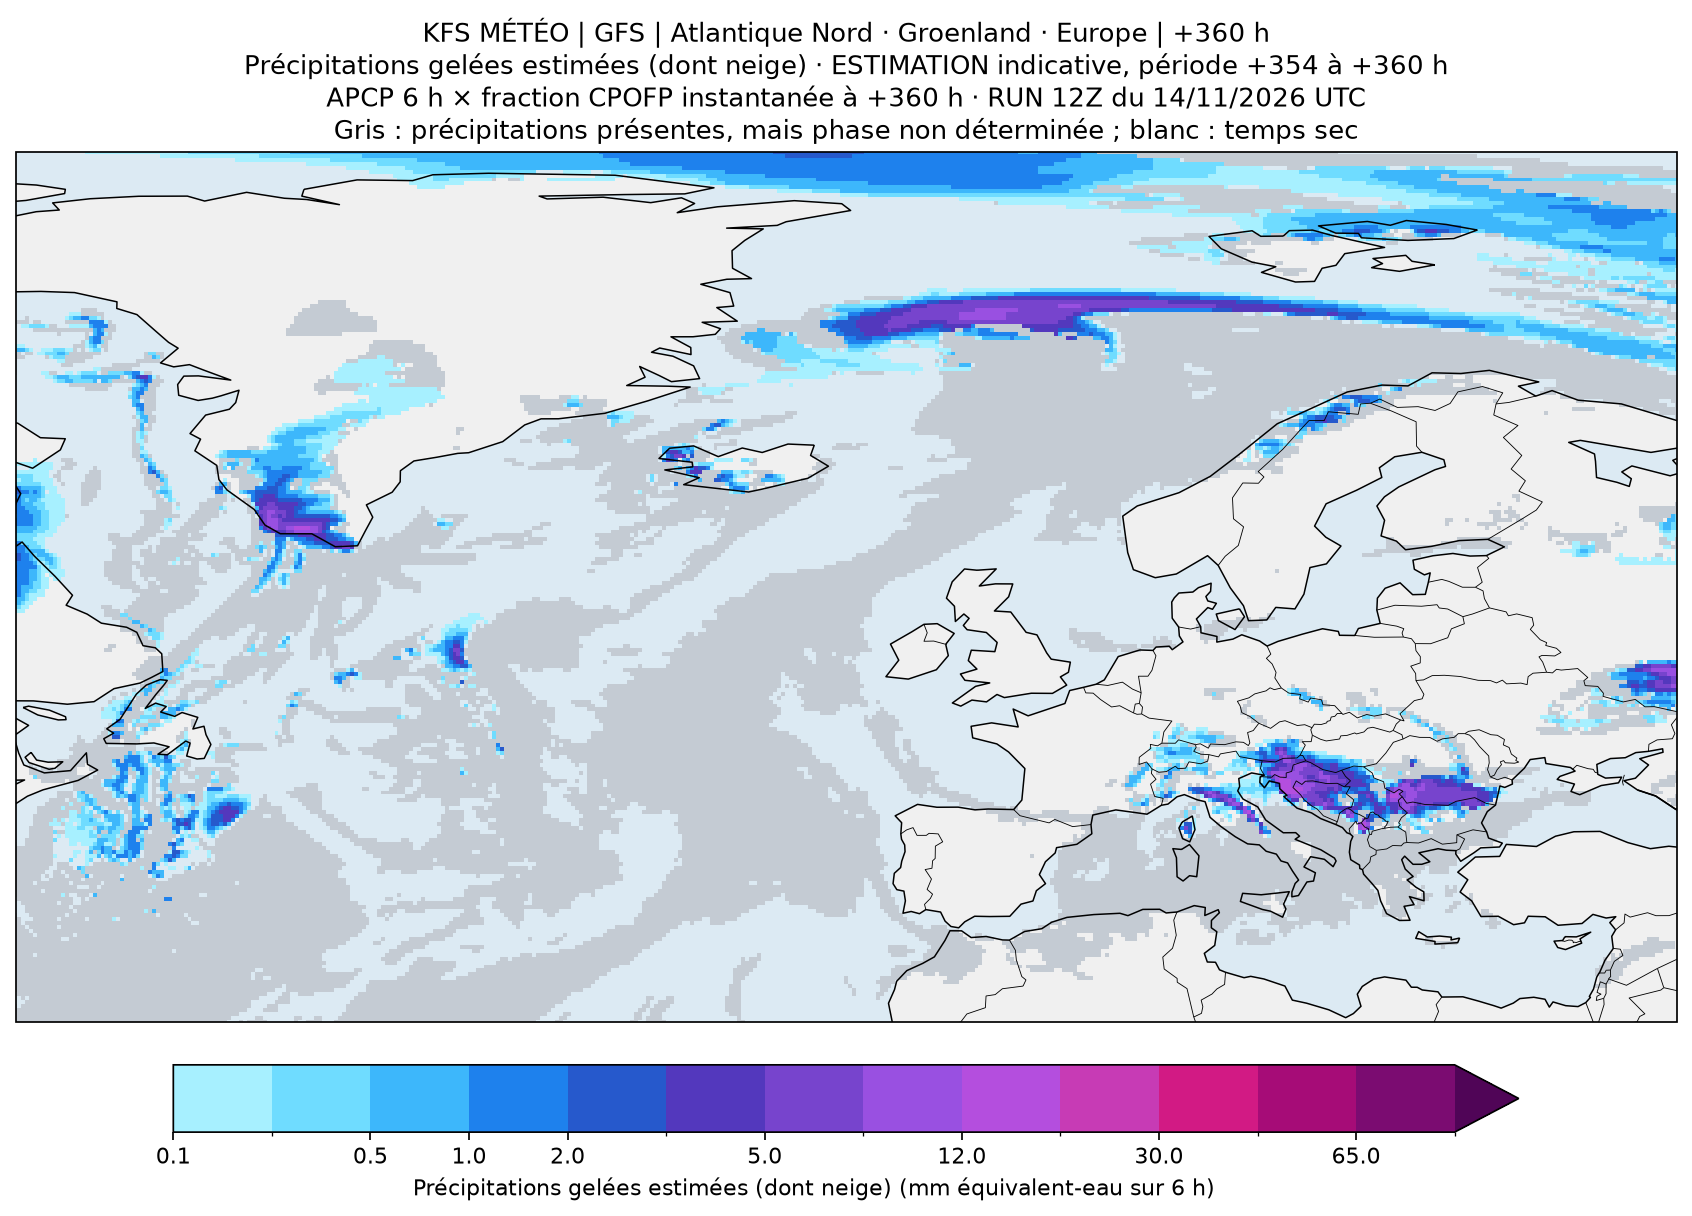 KFS MÉTÉO | GFS | Atlantique Nord · Groenland · Europe | +360 h
Précipitations gelées estimées (dont neige) · ESTIMATION indicative, période +354 à +360 h
APCP 6 h × fraction CPOFP instantanée à +360 h · RUN 12Z du 14/11/2026 UTC
Gris : précipitations présentes, mais phase non déterminée ; blanc : temps sec
0.1 0.5 1.0 2.0 5.0 12.0 30.0 65.0
Précipitations gelées estimées (dont neige) (mm équivalent-eau sur 6 h)